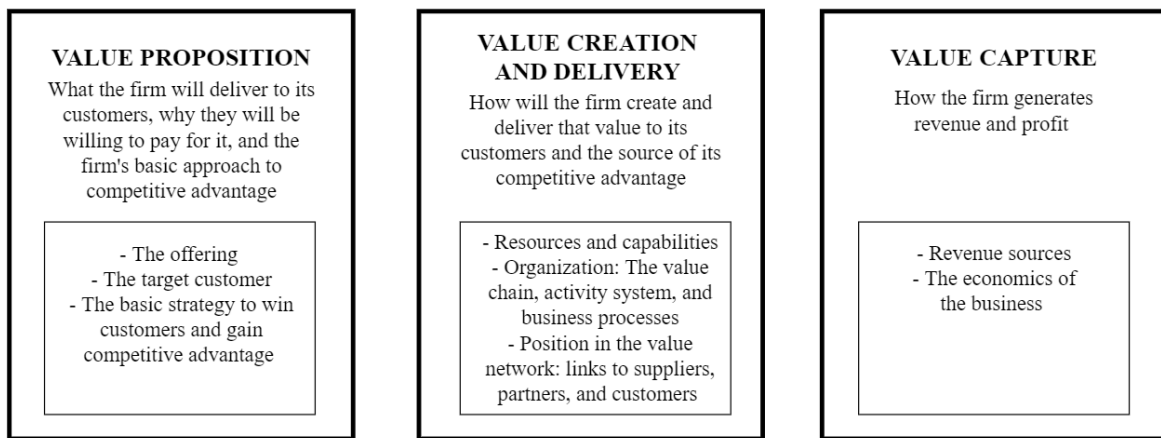 VALUE PROPOSITION
What the firm will deliver to its
customers, why they will be
willing to pay for it, and the
firm's basic approach to
competitive advantage
- The offering
- The target customer
- The basic strategy to win
customers and gain
competitive advantage
VALUE CREATION
AND DELIVERY
How will the firm create and
deliver that value to its
customers and the source of its
competitive advantage
- Resources and capabilities
- Organization: The value
chain, activity system, and
business processes
- Position in the value
network: links to suppliers,
partners, and customers
VALUE CAPTURE
How the firm generates
revenue and profit
- Revenue sources
- The economics of
the business